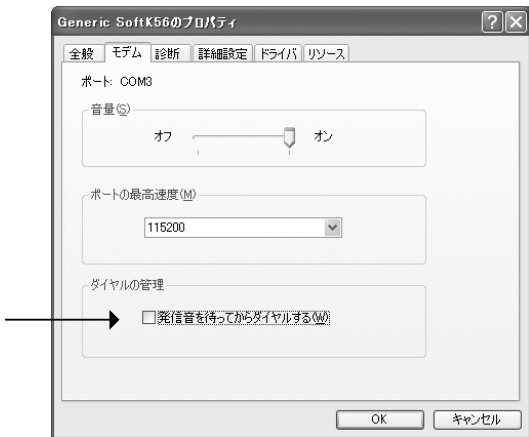 Generic SoftK56のプロパティ
全般 モデム 診断 詳細設定 ドライバ リソース
ポート: COM3
音量(S)
オフ オン
ポートの最高速度(M)
115200
ダイヤルの管理
発信音を待ってからダイヤルする(W)
OK キャンセル